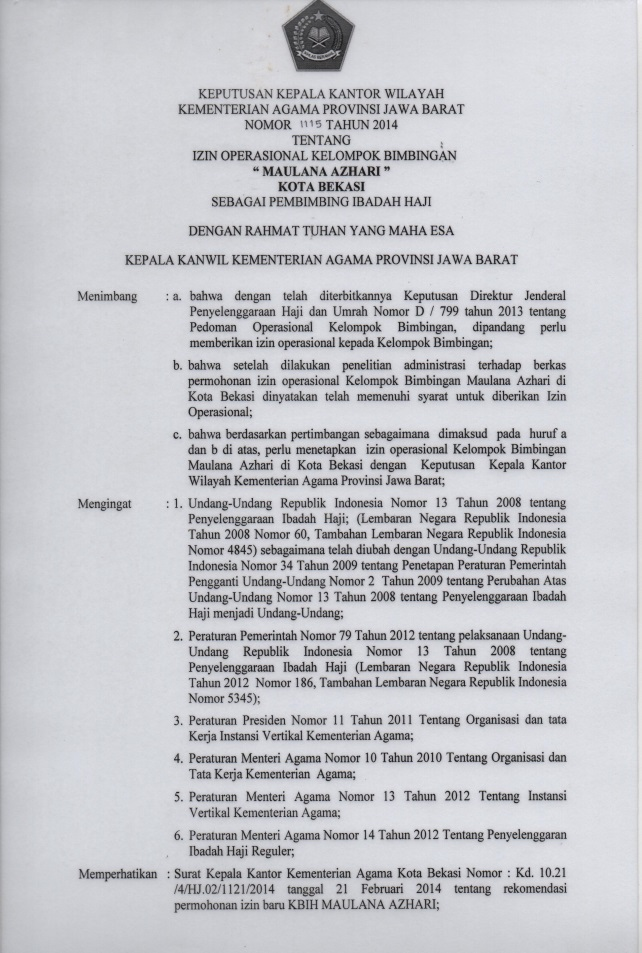 KEPUTUSAN KEPALA KANTOR WILAYAH
KEMENTERIAN AGAMA PROVINSI JAWA BARAT
NOMOR 1115 TAHUN 2014
TENTANG
IZIN OPERASIONAL KELOMPOK BIMBINGAN
“ MAULANA AZHARI ”
KOTA BEKASI
SEBAGAI PEMBIMBING IBADAH HAJI
DENGAN RAHMAT TUHAN YANG MAHA ESA
KEPALA KANWIL KEMENTERIAN AGAMA PROVINSI JAWA BARAT
Menimbang : a. bahwa dengan telah diterbitkannya Keputusan Direktur Jenderal
Penyelenggaraan Haji dan Umrah Nomor D / 799 tahun 2013 tentang
Pedoman Operasional Kelompok Bimbingan, dipandang perlu
memberikan izin operasional kepada Kelompok Bimbingan;
b. bahwa setelah dilakukan penelitian administrasi terhadap berkas
permohonan izin operasional Kelompok Bimbingan Maulana Azhari di
Kota Bekasi dinyatakan telah memenuhi syarat untuk diberikan Izin
Operasional;
c. bahwa berdasarkan pertimbangan sebagaimana dimaksud pada huruf a
dan b di atas, perlu menetapkan izin operasional Kelompok Bimbingan
Maulana Azhari di Kota Bekasi dengan Keputusan Kepala Kantor
Wilayah Kementerian Agama Provinsi Jawa Barat;
Mengingat : 1. Undang-Undang Republik Indonesia Nomor 13 Tahun 2008 tentang
Penyelenggaraan Ibadah Haji; (Lembaran Negara Republik Indonesia
Tahun 2008 Nomor 60, Tambahan Lembaran Negara Republik Indonesia
Nomor 4845) sebagaimana telah diubah dengan Undang-Undang Republik
Indonesia Nomor 34 Tahun 2009 tentang Penetapan Peraturan Pemerintah
Pengganti Undang-Undang Nomor 2 Tahun 2009 tentang Perubahan Atas
Undang-Undang Nomor 13 Tahun 2008 tentang Penyelenggaraan Ibadah
Haji menjadi Undang-Undang;
2. Peraturan Pemerintah Nomor 79 Tahun 2012 tentang pelaksanaan Undang-
Undang Republik Indonesia Nomor 13 Tahun 2008 tentang
Penyelenggaraan Ibadah Haji (Lembaran Negara Republik Indonesia
Tahun 2012 Nomor 186, Tambahan Lembaran Negara Republik Indonesia
Nomor 5345);
3. Peraturan Presiden Nomor 11 Tahun 2011 Tentang Organisasi dan tata
Kerja Instansi Vertikal Kementerian Agama;
4. Peraturan Menteri Agama Nomor 10 Tahun 2010 Tentang Organisasi dan
Tata Kerja Kementerian Agama;
5. Peraturan Menteri Agama Nomor 13 Tahun 2012 Tentang Instansi
Vertikal Kementerian Agama;
6. Peraturan Menteri Agama Nomor 14 Tahun 2012 Tentang Penyelenggaran
Ibadah Haji Reguler;
Memperhatikan : Surat Kepala Kantor Kementerian Agama Kota Bekasi Nomor : Kd. 10.21
/4/HJ.02/1121/2014 tanggal 21 Februari 2014 tentang rekomendasi
permohonan izin baru KBIH MAULANA AZHARI;